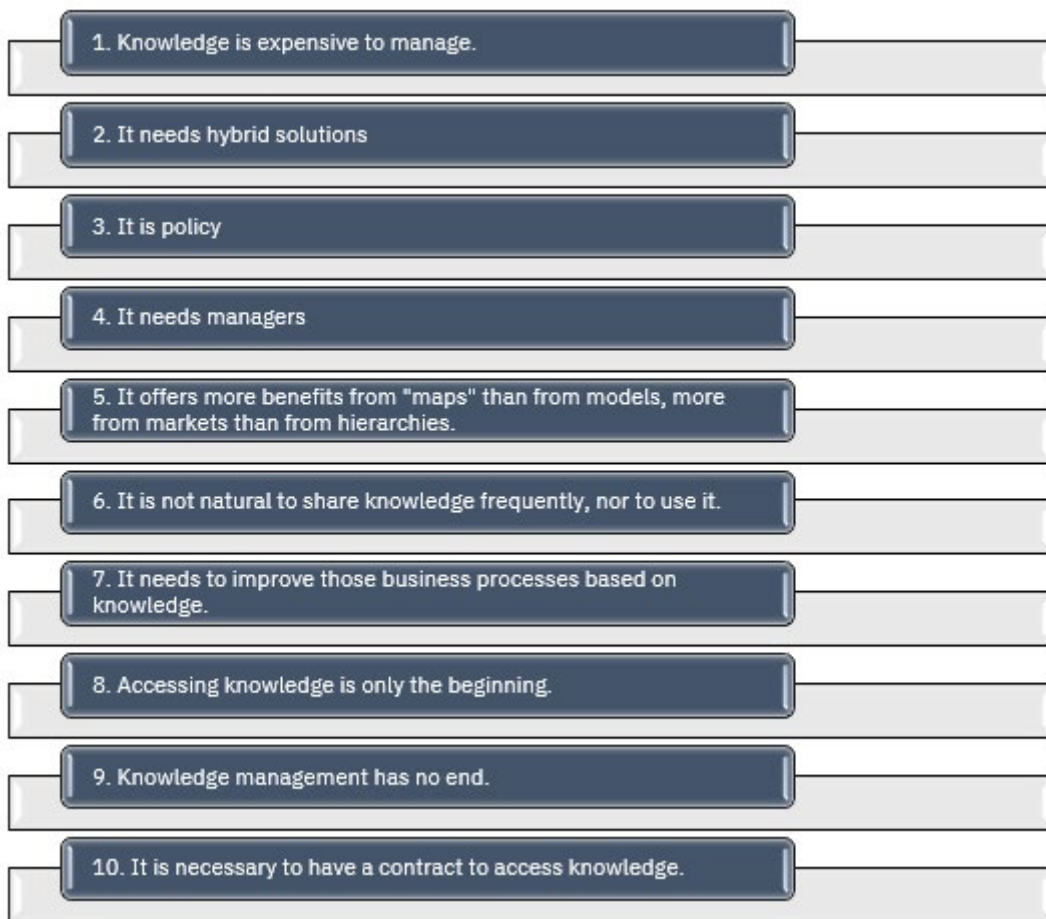 1. Knowledge is expensive to manage.
2. It needs hybrid solutions
3. It is policy
4. It needs managers
5. It offers more benefits from "maps" than from models, more
from markets than from hierarchies.
6. It is not natural to share knowledge frequently, nor to use it.
7. It needs to improve those business processes based on
knowledge.
8. Accessing knowledge is only the beginning.
9. Knowledge management has no end.
10. It is necessary to have a contract to access knowledge.